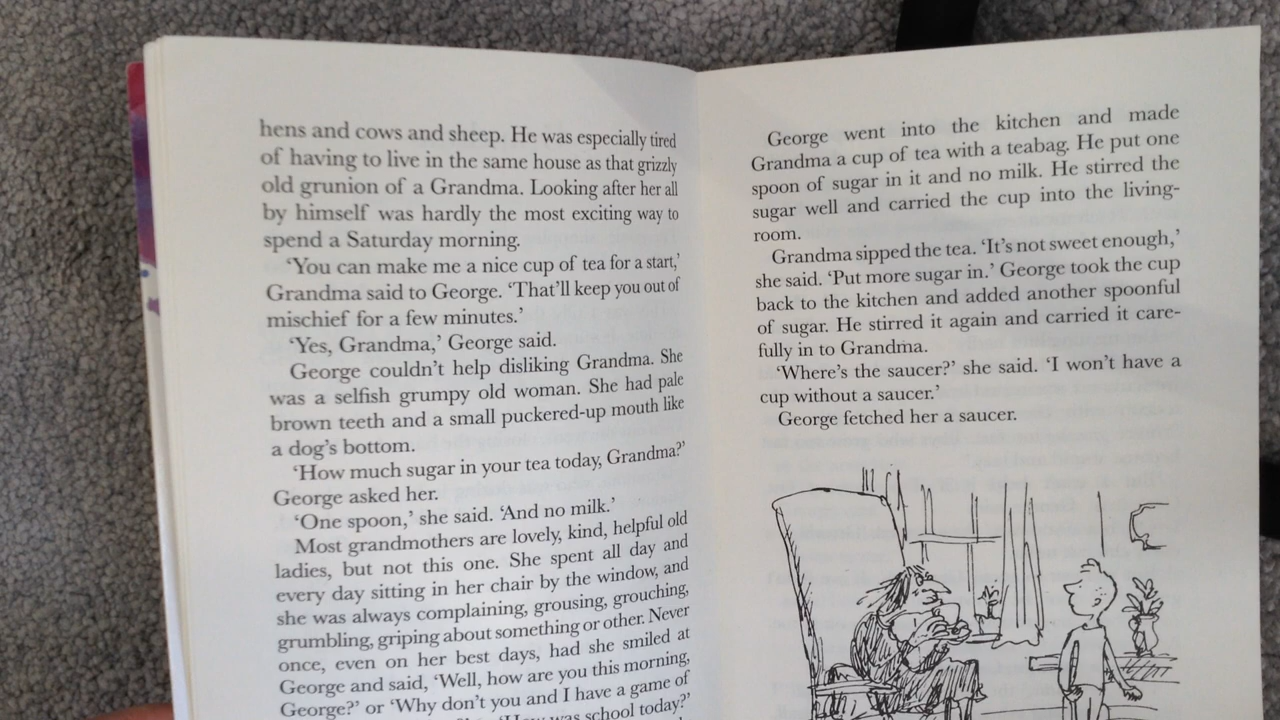 hens and cows and sheep. He was especially tired
of having to live in the same house as that grizzly
old grunion of a Grandma. Looking after her all
by himself was hardly the most exciting way to
spend a Saturday morning.
‘You can make me a nice cup of tea for a start,’
Grandma said to George. ‘That’ll keep you out of
mischief for a few minutes.’
‘Yes, Grandma,’ George said.
George couldn’t help disliking Grandma. She
was a selfish grumpy old woman. She had pale
brown teeth and a small puckered-up mouth like
a dog’s bottom.
‘How much sugar in your tea today, Grandma?’
George asked her.
‘One spoon,’ she said. ‘And no milk.’
Most grandmothers are lovely, kind, helpful old
ladies, but not this one. She spent all day and
every day sitting in her chair by the window, and
she was always complaining, grousing, grouching,
grumbling, griping about something or other. Never
once, even on her best days, had she smiled at
George and said, ‘Well, how are you this morning,
George?’ or ‘Why don’t you and I have a game of
‘How was school today?’
George went into the kitchen and made
Grandma a cup of tea with a teabag. He put one
spoon of sugar in it and no milk. He stirred the
sugar well and carried the cup into the living-
room.
Grandma sipped the tea. ‘It’s not sweet enough,’
she said. ‘Put more sugar in.’ George took the cup
back to the kitchen and added another spoonful
of sugar. He stirred it again and carried it care-
fully in to Grandma.
‘Where’s the saucer?’ she said. ‘I won’t have a
cup without a saucer.’
George fetched her a saucer.